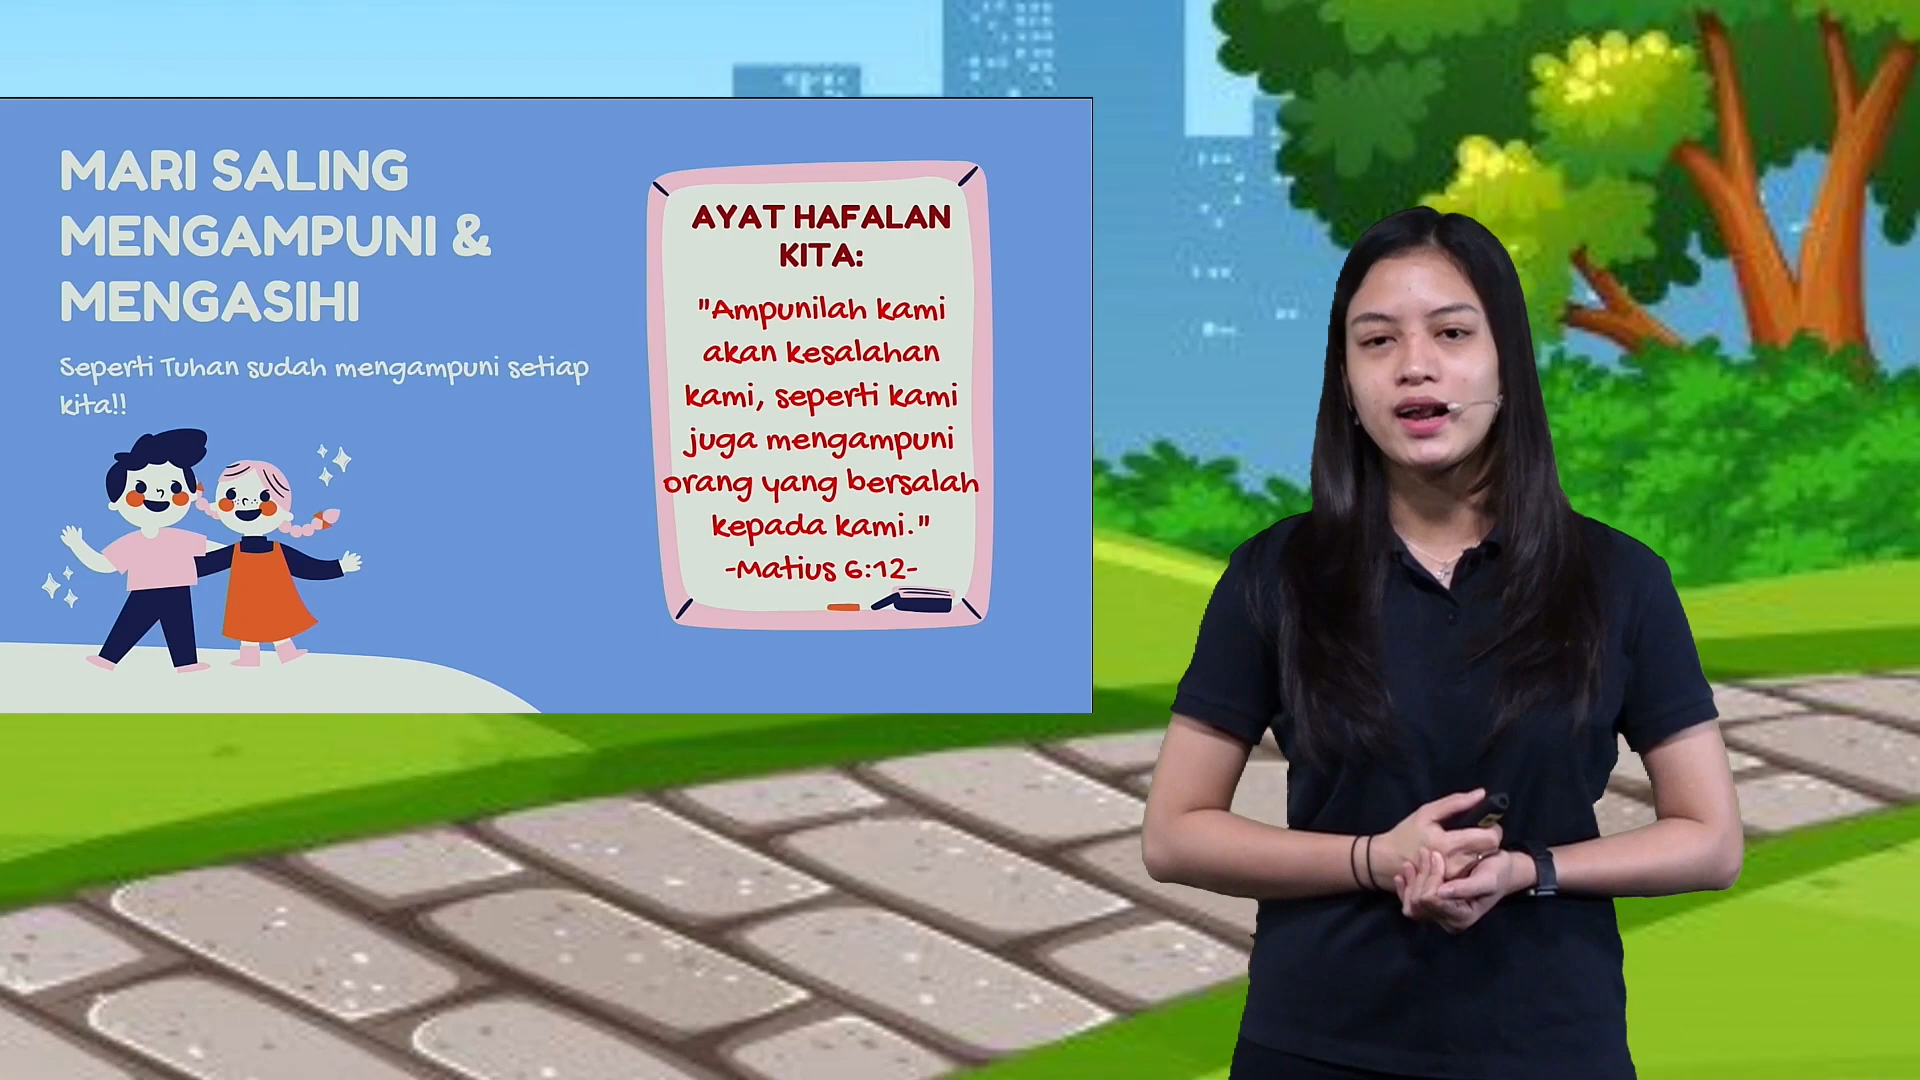 MARI SALING
MENGAMPUNI &
MENGASIHI
Seperti Tuhan sudah mengampuni setiap
kita!!
AYAT HAFALAN
KITA:
"Ampunilah kami
akan kesalahan
kami, seperti kami
juga mengampuni
orang yang bersalah
kepada kami."
-Matius 6:12-